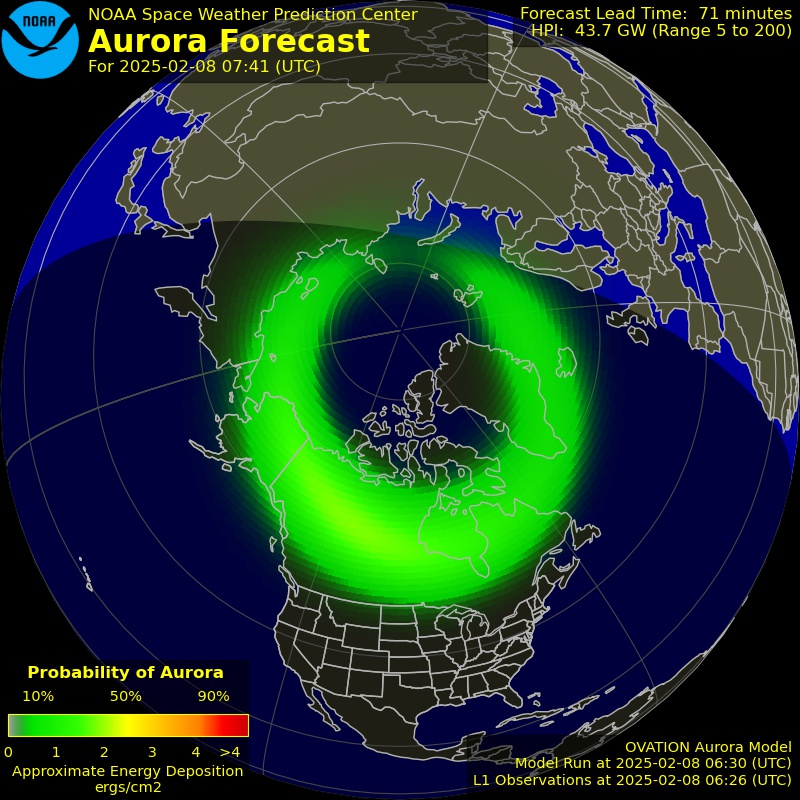 NOAA
NOAA Space Weather Prediction Center
Aurora Forecast
For 2025-02-08 07:41 (UTC)
Forecast Lead Time: 71 minutes
HPI: 43.7 GW (Range 5 to 200)
Probability of Aurora
10% 50% 90%
0 1 2 3 4 >4
Approximate Energy Deposition
ergs/cm2
OVATION Aurora Model
Model Run at 2025-02-08 06:30 (UTC)
L1 Observations at 2025-02-08 06:26 (UTC)